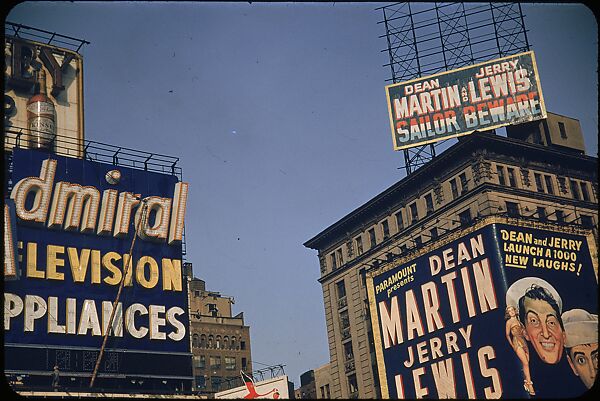 BY
Admiral
TELEVISION
APPLIANCES
DEAN JERRY
MARTIN AND LEWIS
SAILOR BEWARE
PARAMOUNT
presents
DEAN
MARTIN
JERRY
LEWIS
DEAN and JERRY
LAUNCH A 1000
NEW LAUGHS!